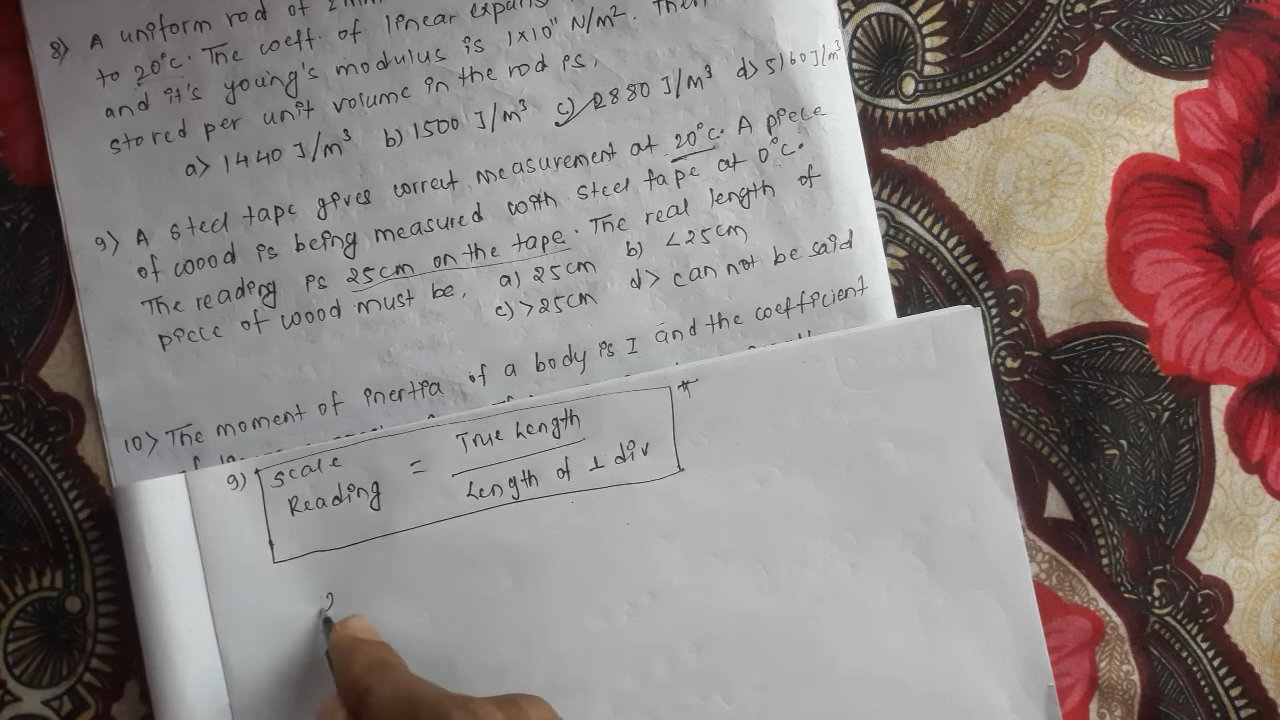 8) A uniform rod of 2
to 20°c. The coeff. of linear expans
and it's young's modulus is 1×10¹¹ N/m². Then
stored per unit volume in the rod is,
a) 1440 J/m³ b) 1500 J/m³ c) 2880 J/m³ d) 5160 J/m³
9) A steel tape gives correct measurement at 20°c. A piece
of wood is being measured with steel tape at 0°c.
The reading is 25cm on the tape. The real length of
piece of wood must be, a) 25cm b) <25cm
c) >25cm d) can not be said
10) The moment of inertia of a body is I and the coefficient
9) Scale Reading = True Length / Length of 1 div *
2